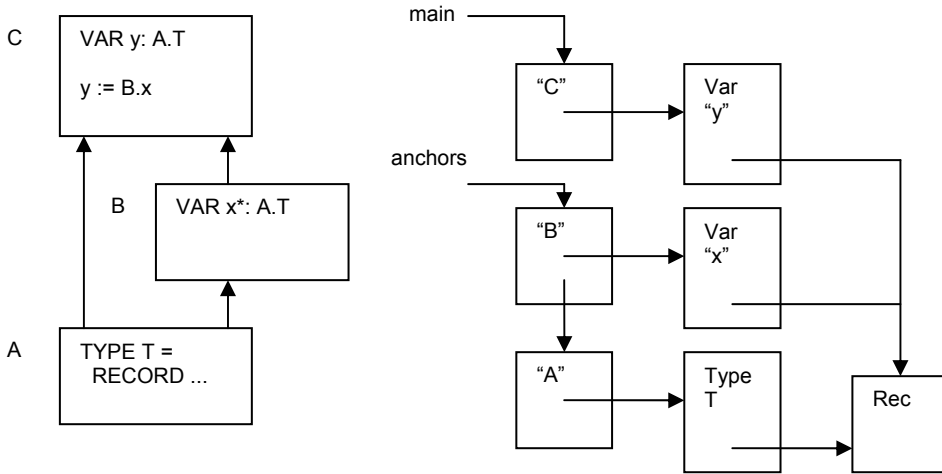 C
VAR y: A.T
y := B.x
B
VAR x*: A.T
A
TYPE T =
RECORD ...
main
“C”
Var
“y”
anchors
“B”
Var
“x”
“A”
Type
T
Rec